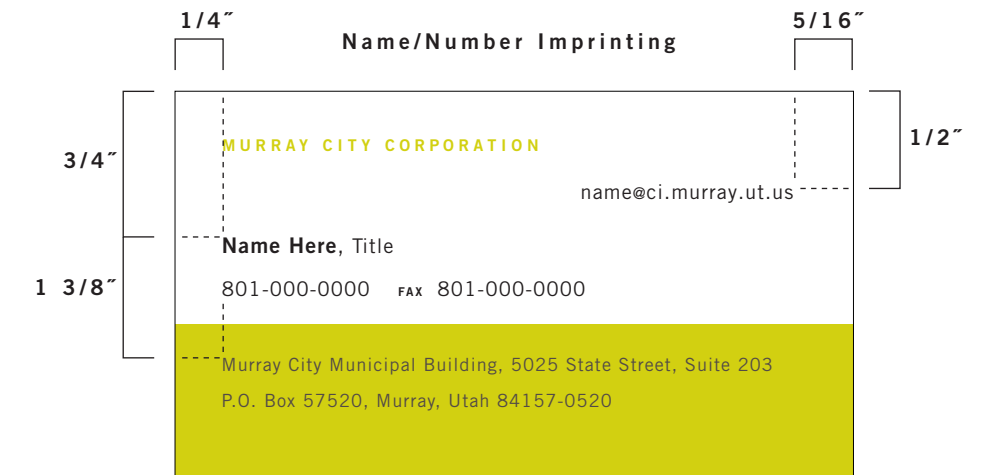 1/4″ 5/16″
Name/Number Imprinting
MURRAY CITY CORPORATION
1/2″
3/4″
name@ci.murray.ut.us
Name Here, Title
1 3/8″
801-000-0000 FAX 801-000-0000
Murray City Municipal Building, 5025 State Street, Suite 203
P.O. Box 57520, Murray, Utah 84157-0520